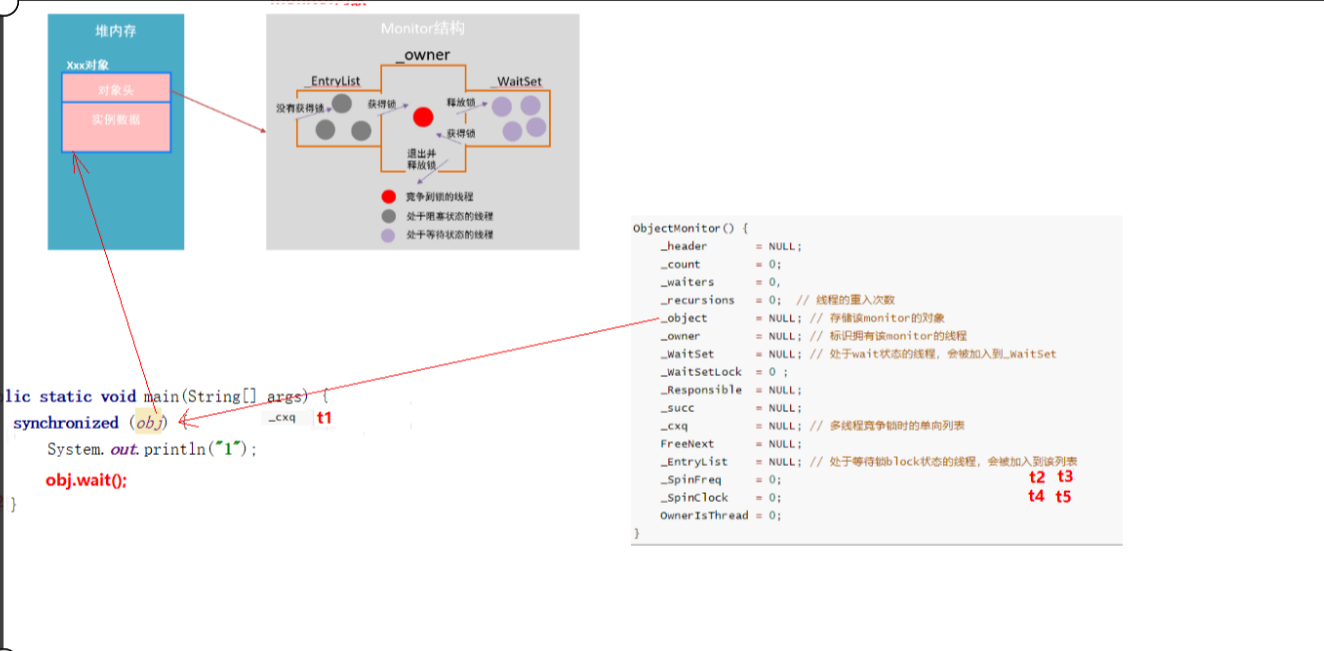 堆内存
Xxx对象
对象头
实例数据
Monitor结构
_owner
_EntryList
_WaitSet
没有获得锁
获得锁
释放锁
获得锁
退出并
释放锁
竞争到锁的线程
处于阻塞状态的线程
处于等待状态的线程
lic static void main(String[] args) {
synchronized (obj) {
_cxq t1
System.out.println("1");
obj.wait();
}
ObjectMonitor() {
_header = NULL;
_count = 0;
_waiters = 0,
_recursions = 0; // 线程的重入次数
_object = NULL; // 存储该monitor的对象
_owner = NULL; // 标识拥有该monitor的线程
_WaitSet = NULL; // 处于wait状态的线程，会被加入到_WaitSet
_WaitSetLock = 0 ;
_Responsible = NULL;
_succ = NULL;
_cxq = NULL; // 多线程竞争锁时的单向列表
FreeNext = NULL;
_EntryList = NULL; // 处于等待锁block状态的线程，会被加入到该列表
_SpinFreq = 0;
_SpinClock = 0;
OwnerIsThread = 0;
}
t2 t3
t4 t5